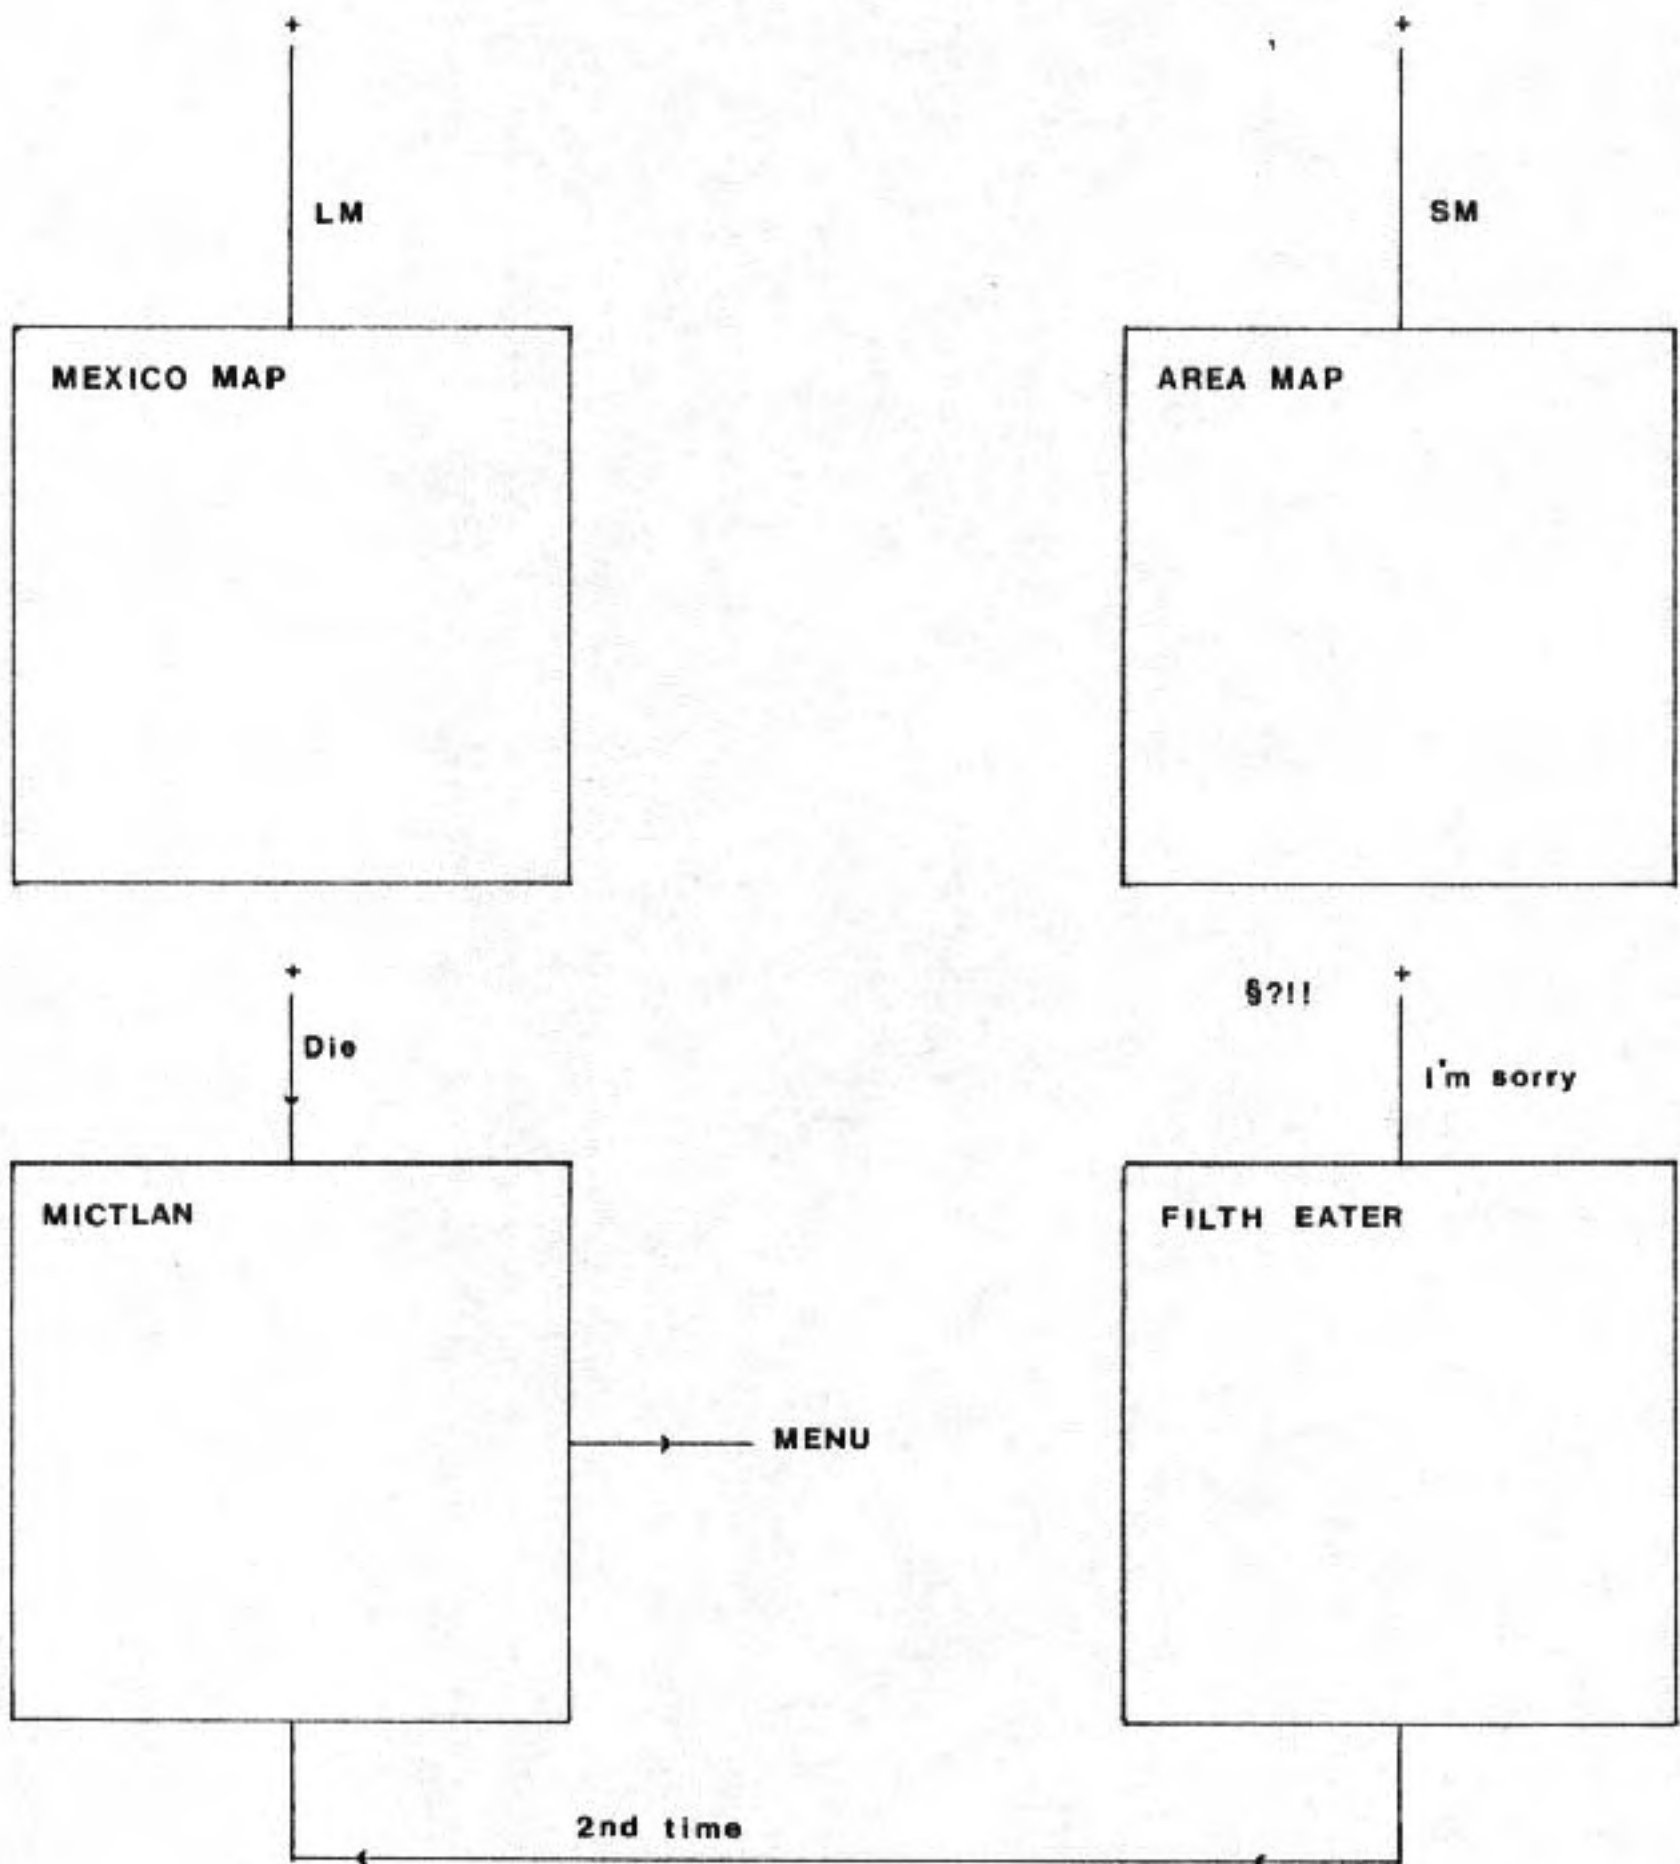 + +
LM SM
MEXICO MAP AREA MAP
+ §?!! +
Die I'm sorry
MICTLAN FILTH EATER
MENU
2nd time